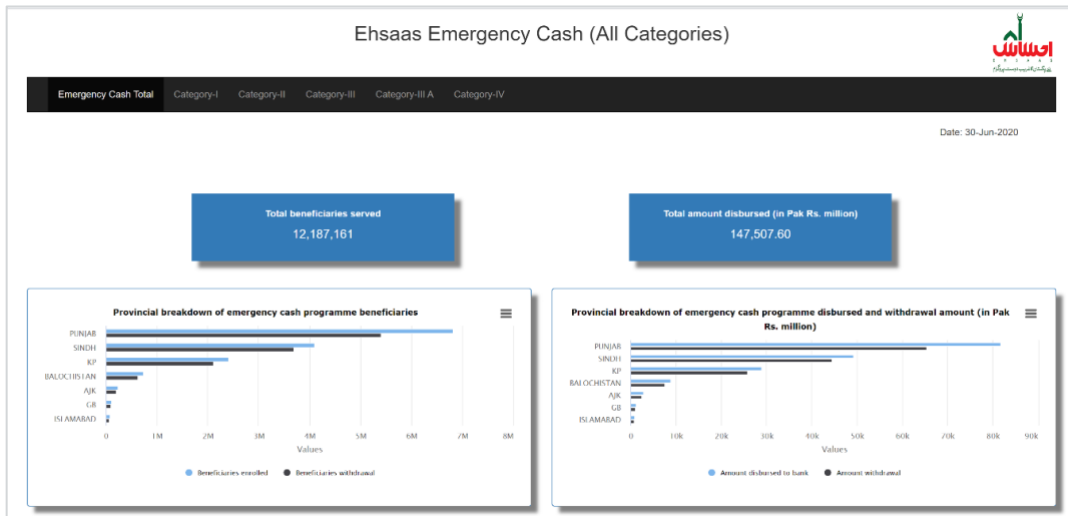 Ehsaas Emergency Cash (All Categories)
احساس
E H S A A S
Emergency Cash Total Category-I Category-II Category-III Category-III A Category-IV
Date: 30-Jun-2020
Total beneficiaries served
12,187,161
Total amount disbursed (in Pak Rs. million)
147,507.60
Provincial breakdown of emergency cash programme beneficiaries
PUNJAB
SINDH
KP
BALOCHISTAN
AJK
GB
ISLAMABAD
0 1M 2M 3M 4M 5M 6M 7M 8M
Values
Beneficiaries enrolled Beneficiaries withdrawal
Provincial breakdown of emergency cash programme disbursed and withdrawal amount (in Pak
Rs. million)
PUNJAB
SINDH
KP
BALOCHISTAN
AJK
GB
ISLAMABAD
0 10k 20k 30k 40k 50k 60k 70k 80k 90k
Values
Amount disbursed to bank Amount withdrawal